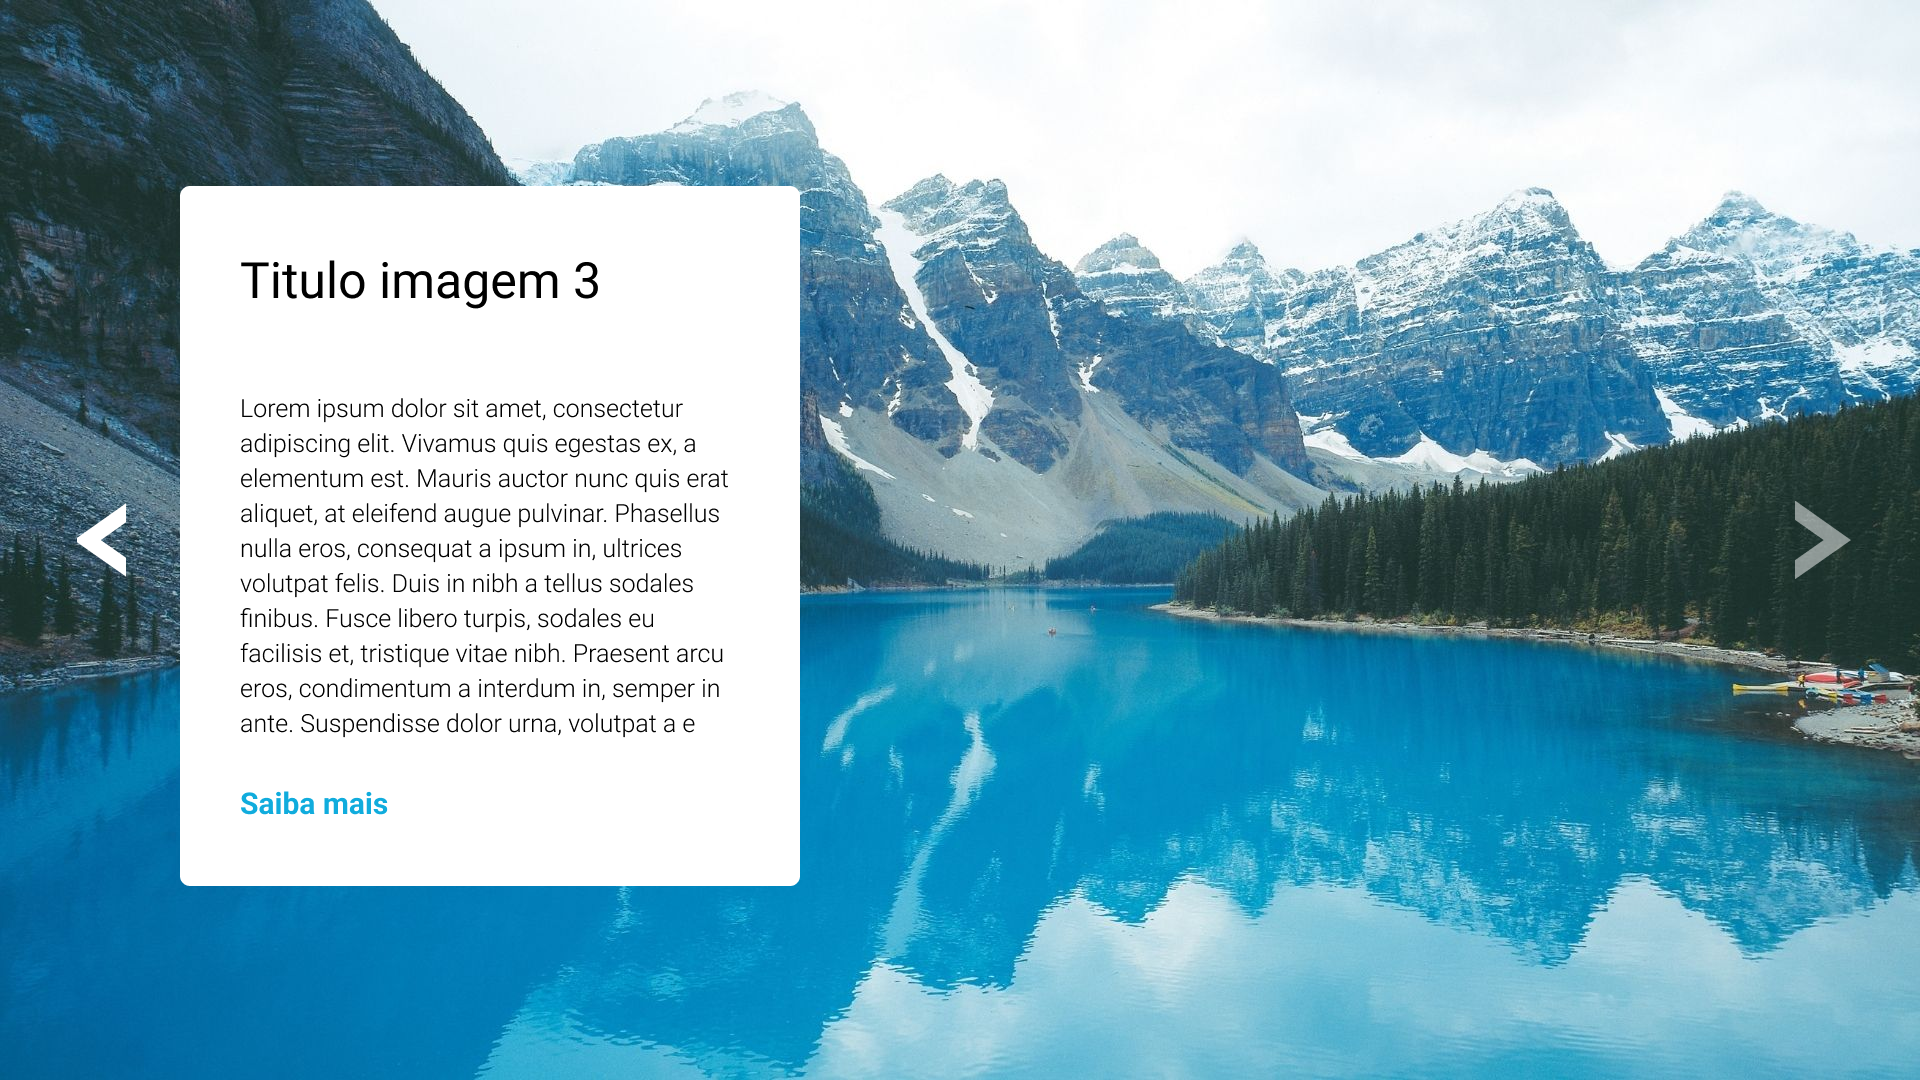 Titulo imagem 3
Lorem ipsum dolor sit amet, consectetur
adipiscing elit. Vivamus quis egestas ex, a
elementum est. Mauris auctor nunc quis erat
aliquet, at eleifend augue pulvinar. Phasellus
nulla eros, consequat a ipsum in, ultrices
volutpat felis. Duis in nibh a tellus sodales
finibus. Fusce libero turpis, sodales eu
facilisis et, tristique vitae nibh. Praesent arcu
eros, condimentum a interdum in, semper in
ante. Suspendisse dolor urna, volutpat a e
Saiba mais